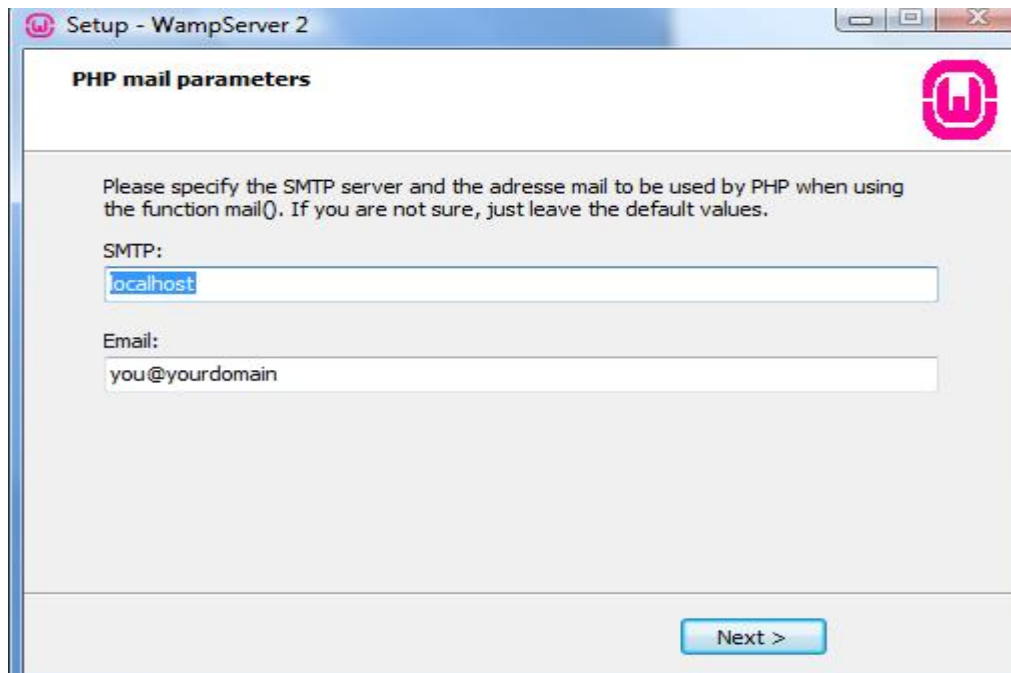 Setup - WampServer 2
PHP mail parameters
Please specify the SMTP server and the adresse mail to be used by PHP when using
the function mail(). If you are not sure, just leave the default values.
SMTP:
localhost
Email:
you@yourdomain
Next >